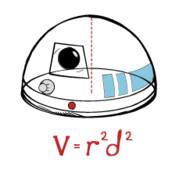 V = r²d²